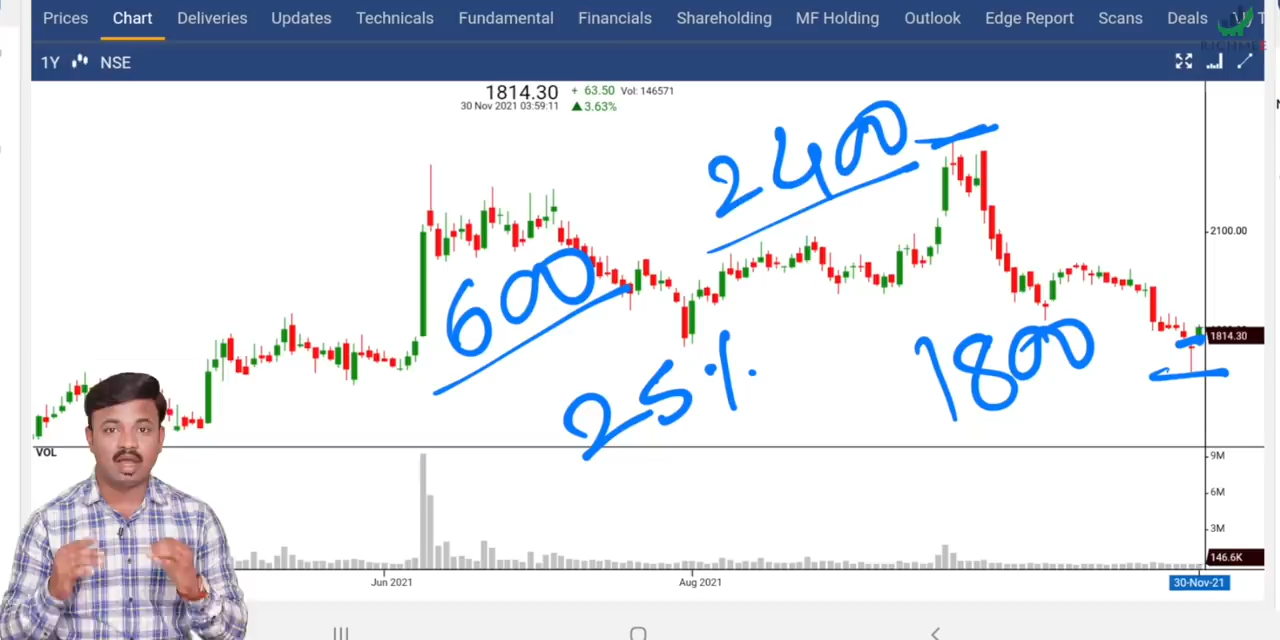 Prices Chart Deliveries Updates Technicals Fundamental Financials Shareholding MF Holding Outlook Edge Report Scans Deals
1Y NSE
1814.30 + 63.50 Vol: 146571
30 Nov 2021 03:59:11 ▲3.63%
2400
2100.00
600
1814.30
1800
25%
VOL
9M
6M
3M
146.6K
Jun 2021 Aug 2021 30-Nov-21